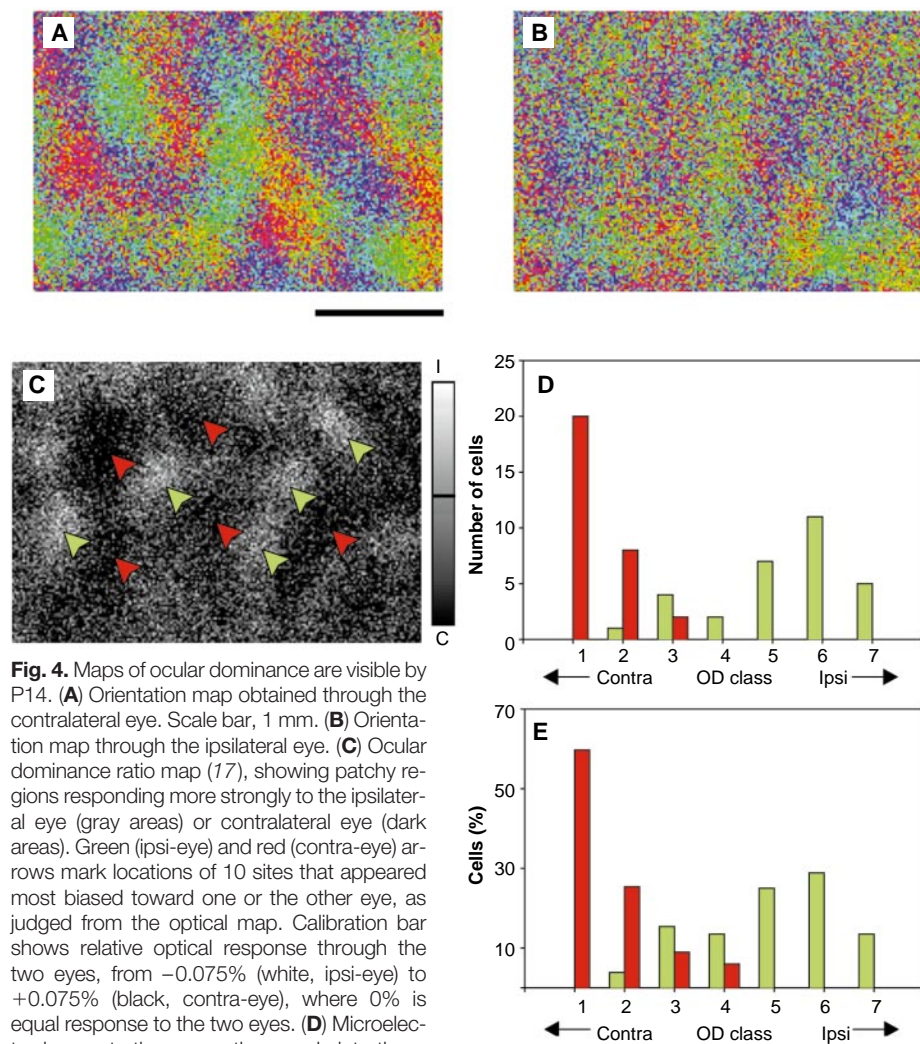 A
B
C
I
C
Fig. 4. Maps of ocular dominance are visible by
P14. (A) Orientation map obtained through the
contralateral eye. Scale bar, 1 mm. (B) Orienta-
tion map through the ipsilateral eye. (C) Ocular
dominance ratio map (17), showing patchy re-
gions responding more strongly to the ipsilater-
al eye (gray areas) or contralateral eye (dark
areas). Green (ipsi-eye) and red (contra-eye) ar-
rows mark locations of 10 sites that appeared
most biased toward one or the other eye, as
judged from the optical map. Calibration bar
shows relative optical response through the
two eyes, from −0.075% (white, ipsi-eye) to
+0.075% (black, contra-eye), where 0% is
equal response to the two eyes. (D) Microelec-
D
Number of cells
25
20
15
10
5
0
1 2 3 4 5 6 7
Contra OD class Ipsi
E
Cells (%)
70
50
30
10
1 2 3 4 5 6 7
Contra OD class Ipsi